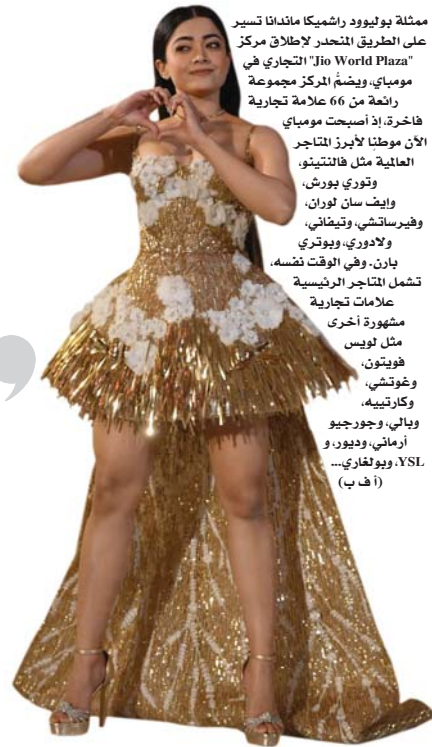 ممثلة بوليوود راشميكا ماندانا تسير
على الطريق المنحدر لإطلاق مركز
"Jio World Plaza" التجاري في
مومباي، ويضمُّ المركز مجموعة
رائعة من 66 علامة تجارية
فاخرة، إذ أصبحت مومباي
الآن موطنًا لأبرز المتاجر
العالمية مثل فالنتينو،
وتوري بورش،
وإيف سان لوران،
وفيرساتشي، وتيفاني،
ولادوري، وبوتري
بارن. وفي الوقت نفسه،
تشمل المتاجر الرئيسية
علامات تجارية
مشهورة أخرى
مثل لويس
فويتون،
وغوتشي،
وكارتييه،
وبالي، وجورجيو
أرماني، وديور، و
YSL، وبولغاري...
(أ ف ب)